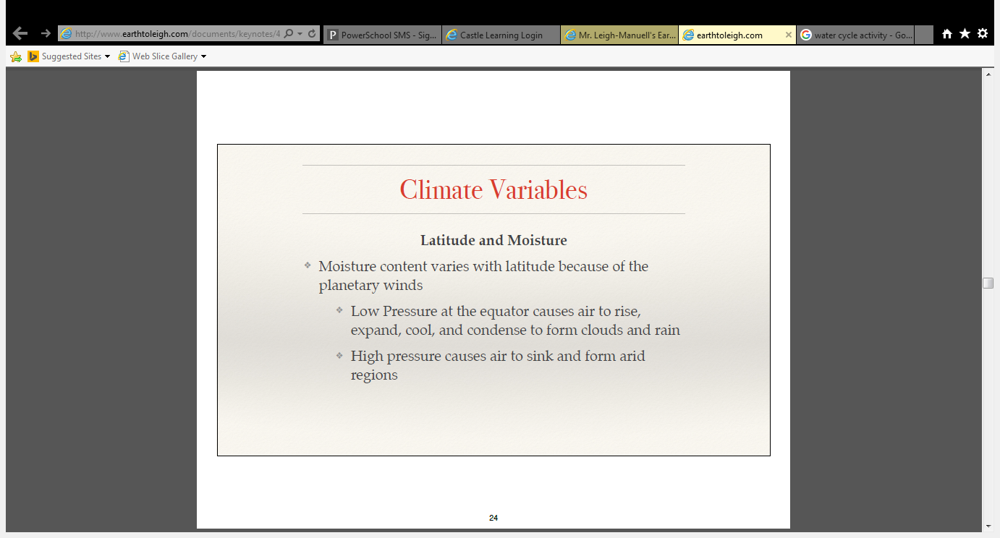 http://www.earthtoleigh.com/documents/keynotes/4
PowerSchool SMS - Sig...
Castle Learning Login
Mr. Leigh-Manuell's Ear...
earthtoleigh.com
water cycle activity - Go...
Suggested Sites
Web Slice Gallery
Climate Variables
Latitude and Moisture
Moisture content varies with latitude because of the
planetary winds
Low Pressure at the equator causes air to rise,
expand, cool, and condense to form clouds and rain
High pressure causes air to sink and form arid
regions
24